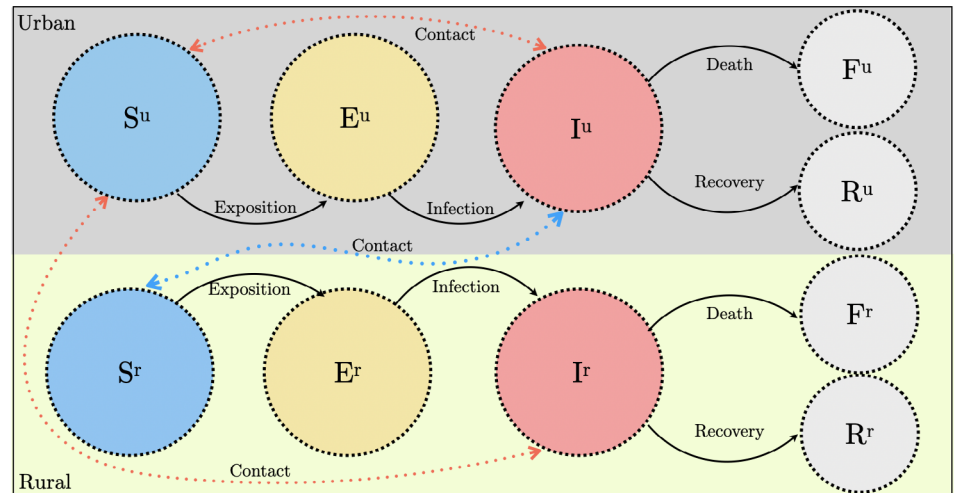 Urban
Contact
Death
Fᵘ
Sᵘ
Eᵘ
Iᵘ
Exposition
Infection
Recovery
Rᵘ
Contact
Exposition
Infection
Death
Fʳ
Sʳ
Eʳ
Iʳ
Recovery
Rʳ
Contact
Rural